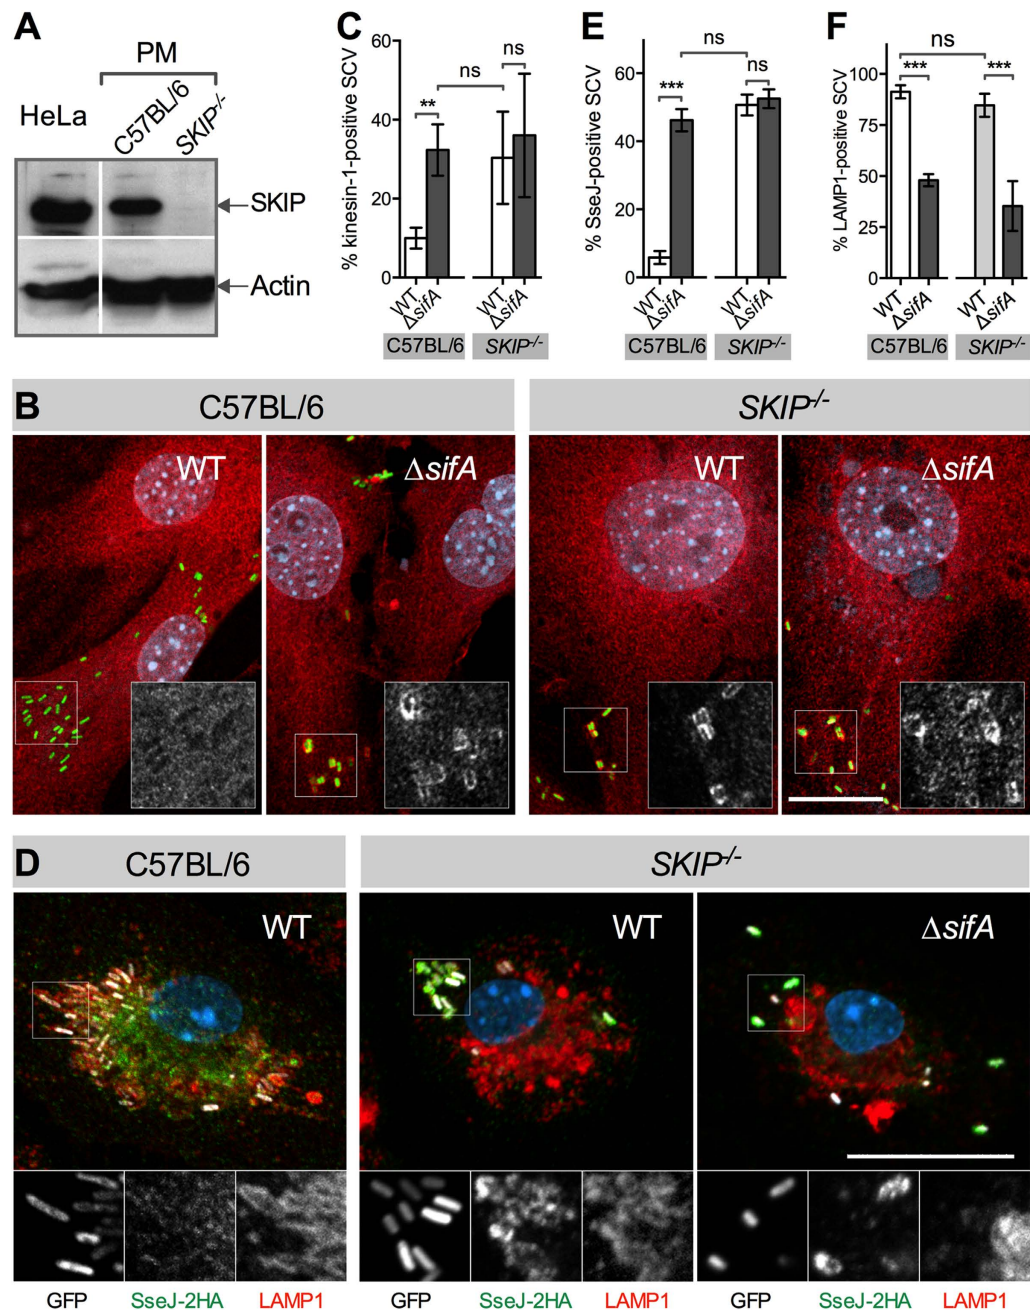 A
PM
HeLa
C57BL/6
SKIP-/-
SKIP
Actin
C
% kinesin-1-positive SCV
60
40
20
0
**
ns
ns
WT
ΔsifA
WT
ΔsifA
C57BL/6
SKIP-/-
E
% SseJ-positive SCV
60
40
20
0
***
ns
ns
WT
ΔsifA
WT
ΔsifA
C57BL/6
SKIP-/-
F
% LAMP1-positive SCV
100
50
0
***
ns
***
WT
ΔsifA
WT
ΔsifA
C57BL/6
SKIP-/-
B
C57BL/6
SKIP-/-
WT
ΔsifA
WT
ΔsifA
D
C57BL/6
SKIP-/-
WT
WT
ΔsifA
GFP SseJ-2HA LAMP1
GFP SseJ-2HA LAMP1
GFP SseJ-2HA LAMP1